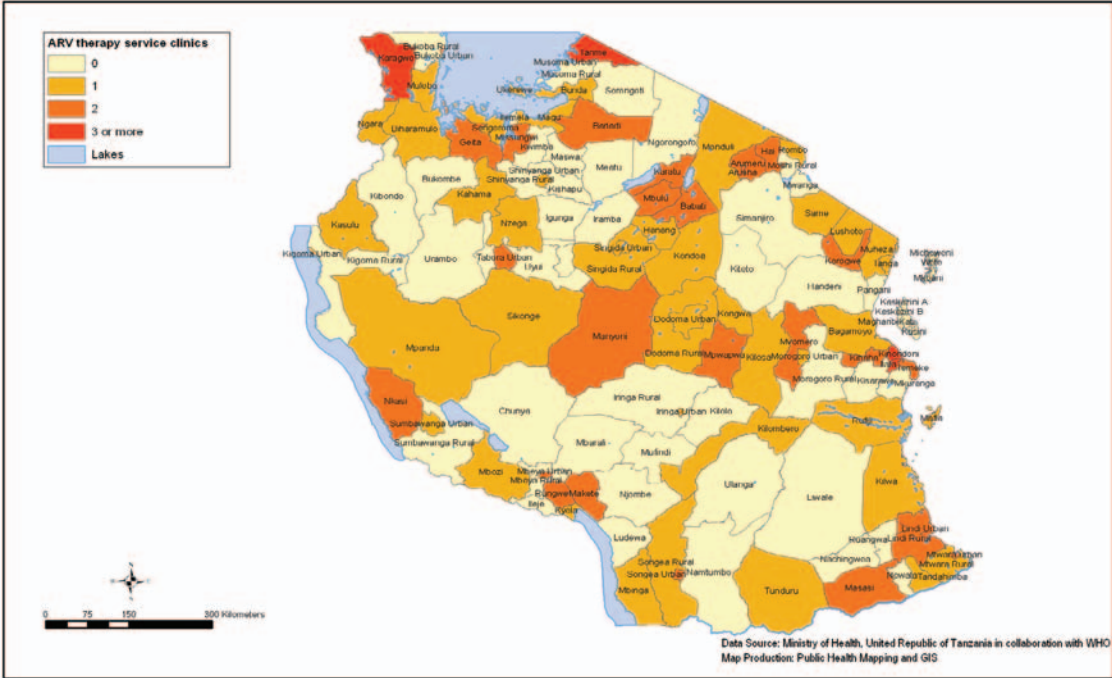 ARV therapy service clinics
0
1
2
3 or more
Lakes
Bukoba Rural
Bukoba Urban
Karagwe
Tarime
Musoma Urban
Musoma Rural
Ukerewe
Bunda
Ngara
Magu
Geita
Kwimba
Maswa
Meatu
Ngorongoro
Monduli
Hai
Rombo
Arumeru
Arusha
Moshi Rural
Mwanga
Shinyanga Urban
Shinyanga Rural
Kishapu
Bukombe
Kahama
Karatu
Mbulu
Babati
Simanjiro
Same
Kibondo
Kasulu
Nzega
Igunga
Iramba
Hanang
Lushoto
Muheza
Tanga
Korogwe
Kigoma Urban
Kigoma Rural
Urambo
Tabora Urban
Uyui
Singida Urban
Singida Rural
Kondoa
Kiteto
Handeni
Pangani
Kaskazini A
Kaskazini B
Kusini
Mpanda
Sikonge
Manyoni
Dodoma Urban
Dodoma Rural
Kongwa
Mpwapwa
Kilosa
Mvomero
Morogoro Urban
Morogoro Rural
Bagamoyo
Kibaha
Kinondoni
Temeke
Kisarawe
Mkuranga
Nkasi
Sumbawanga Urban
Sumbawanga Rural
Chunya
Iringa Rural
Iringa Urban
Kilolo
Kilombero
Rufiji
Mafia
Mbarali
Mufindi
Mbozi
Mbeya Urban
Mbeya Rural
Rungwe
Makete
Ileje
Kyela
Njombe
Ulanga
Liwale
Kilwa
Ludewa
Ruangwa
Nachingwea
Lindi Urban
Lindi Rural
Mtwara Urban
Mtwara Rural
Newala
Tandahimba
Songea Rural
Songea Urban
Namtumbo
Mbinga
Tunduru
Masasi
0 75 150 300 Kilometers
Data Source: Ministry of Health, United Republic of Tanzania in collaboration with WHO
Map Production: Public Health Mapping and GIS